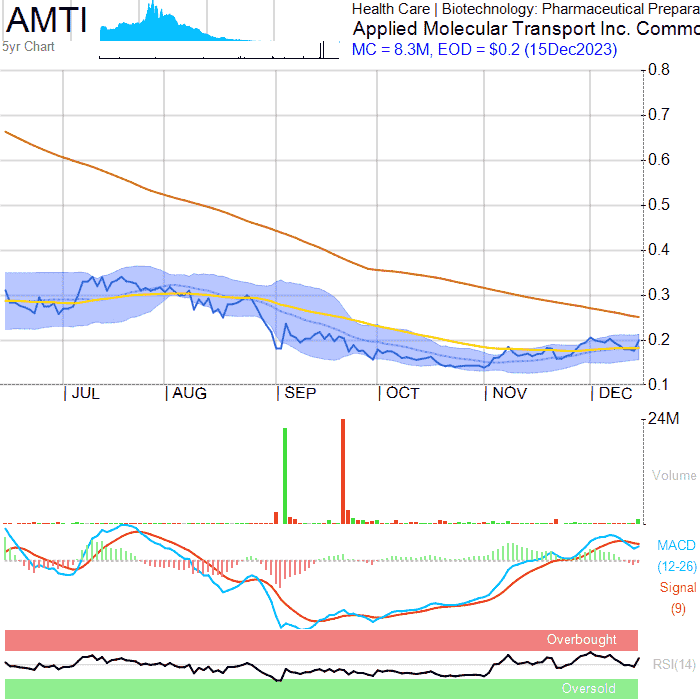 AMTI
5yr Chart
Health Care | Biotechnology: Pharmaceutical Prepara
Applied Molecular Transport Inc. Commo
MC = 8.3M, EOD = $0.2 (15Dec2023)
0.8
0.7
0.6
0.5
0.4
0.3
0.2
0.1
JUL
AUG
SEP
OCT
NOV
DEC
24M
Volume
MACD
(12-26)
Signal
(9)
Overbought
RSI(14)
Oversold